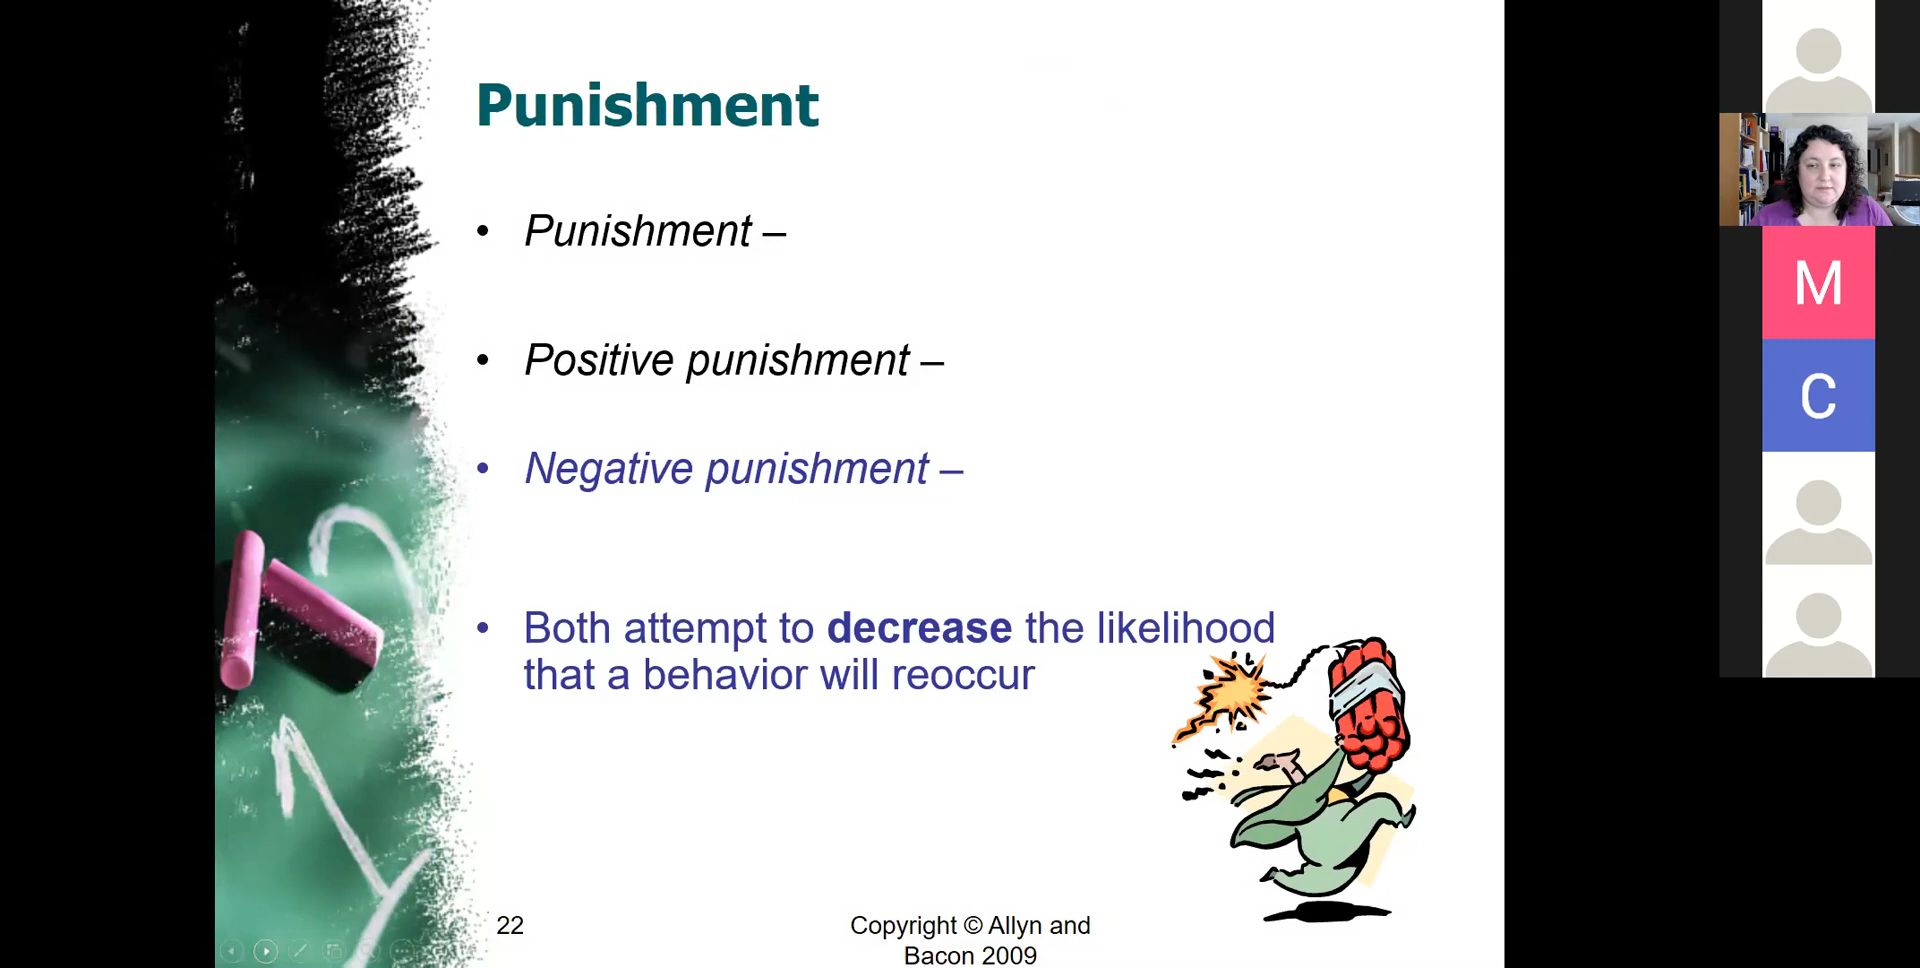 Punishment
• Punishment –
• Positive punishment –
• Negative punishment –
• Both attempt to decrease the likelihood
that a behavior will reoccur
22
Copyright © Allyn and
Bacon 2009
M
C